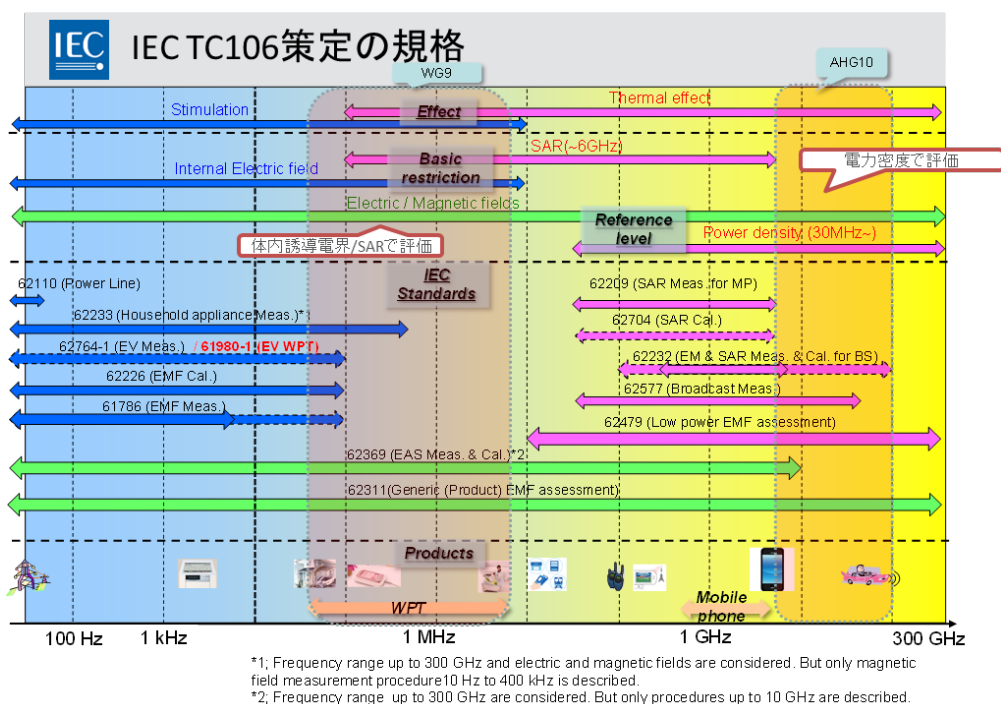 IEC
IEC TC106策定の規格
WG9
AHG10
Thermal effect
Stimulation
Effect
SAR(~6GHz)
Basic
restriction
Internal Electric field
電力密度で評価
Electric / Magnetic fields
Reference
level
Power density (30MHz~)
体内誘導電界/SARで評価
IEC
Standards
62110 (Power Line)
62209 (SAR Meas. for MP)
62233 (Household appliance Meas.)*
62704 (SAR Cal.)
62764-1 (EV Meas.) / 61980-1 (EV WPT)
62232 (EM & SAR Meas. & Cal. for BS)
62226 (EMF Cal.)
62577 (Broadcast Meas.)
61786 (EMF Meas.)
62479 (Low power EMF assessment)
62369 (EAS Meas. & Cal.)*2
62311(Generic (Product) EMF assessment)
Products
WPT
Mobile
phone
100 Hz
1 kHz
1 MHz
1 GHz
300 GHz
*1; Frequency range up to 300 GHz and electric and magnetic fields are considered. But only magnetic
field measurement procedure10 Hz to 400 kHz is described.
*2; Frequency range up to 300 GHz are considered. But only procedures up to 10 GHz are described.